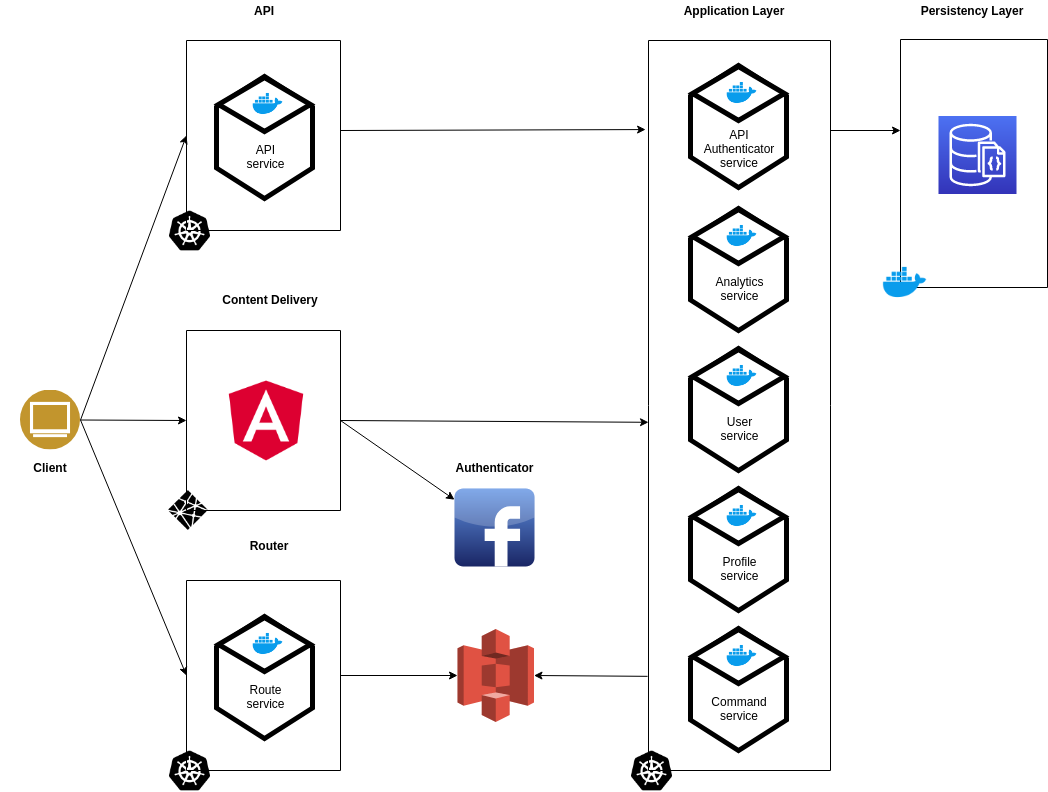 API
Application Layer
Persistency Layer
API
service
API
Authenticator
service
Analytics
service
Content Delivery
User
service
Client
Authenticator
Router
Profile
service
Route
service
Command
service